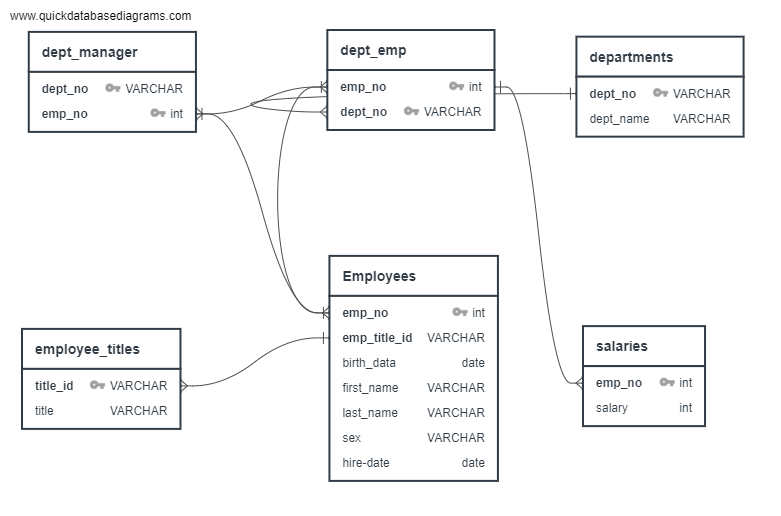 www.quickdatabasediagrams.com
dept_manager
dept_no VARCHAR
emp_no int
dept_emp
emp_no int
dept_no VARCHAR
departments
dept_no VARCHAR
dept_name VARCHAR
Employees
emp_no int
emp_title_id VARCHAR
birth_data date
first_name VARCHAR
last_name VARCHAR
sex VARCHAR
hire-date date
employee_titles
title_id VARCHAR
title VARCHAR
salaries
emp_no int
salary int